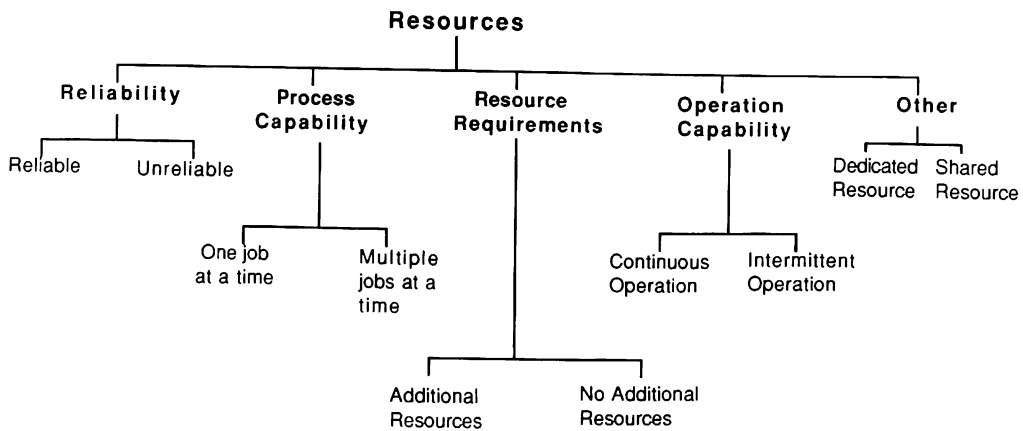 Resources
Reliability
Process
Capability
Resource
Requirements
Operation
Capability
Other
Reliable
Unreliable
Dedicated
Resource
Shared
Resource
One job
at a time
Multiple
jobs at a
time
Continuous
Operation
Intermittent
Operation
Additional
Resources
No Additional
Resources